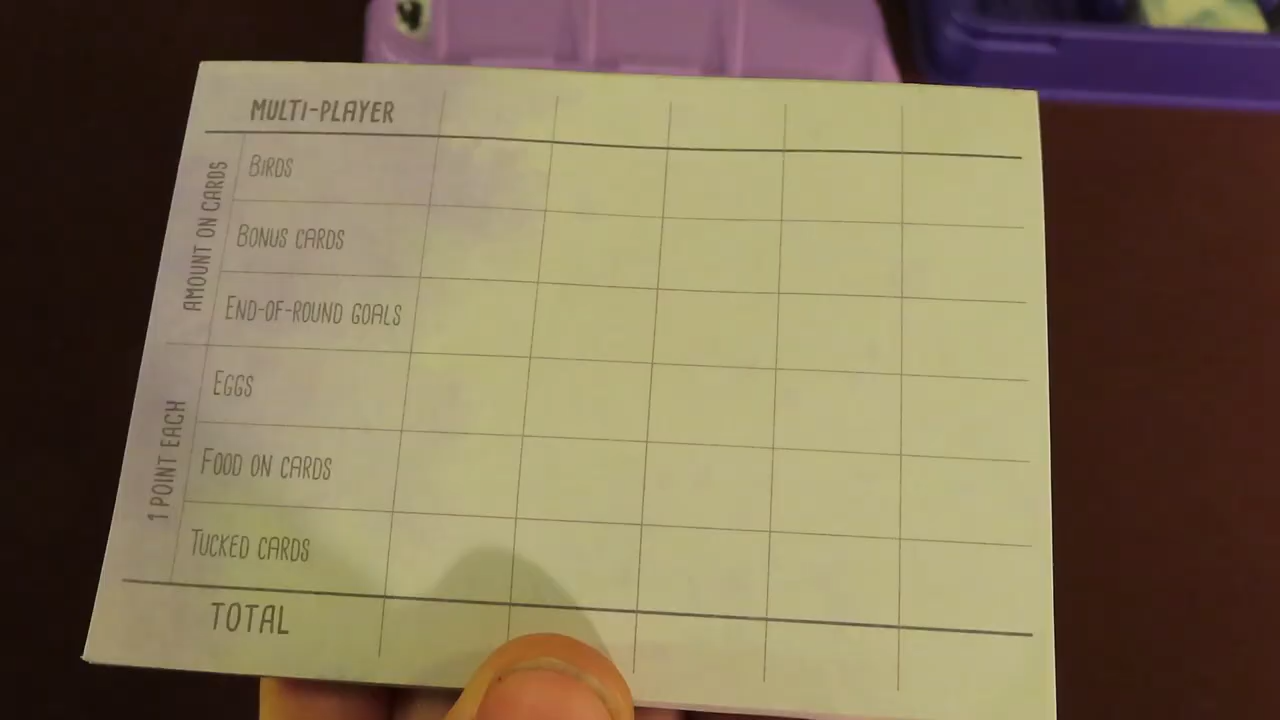 MULTI-PLAYER
AMOUNT ON CARDS
BIRDS
BONUS CARDS
END-OF-ROUND GOALS
1 POINT EACH
EGGS
FOOD ON CARDS
TUCKED CARDS
TOTAL